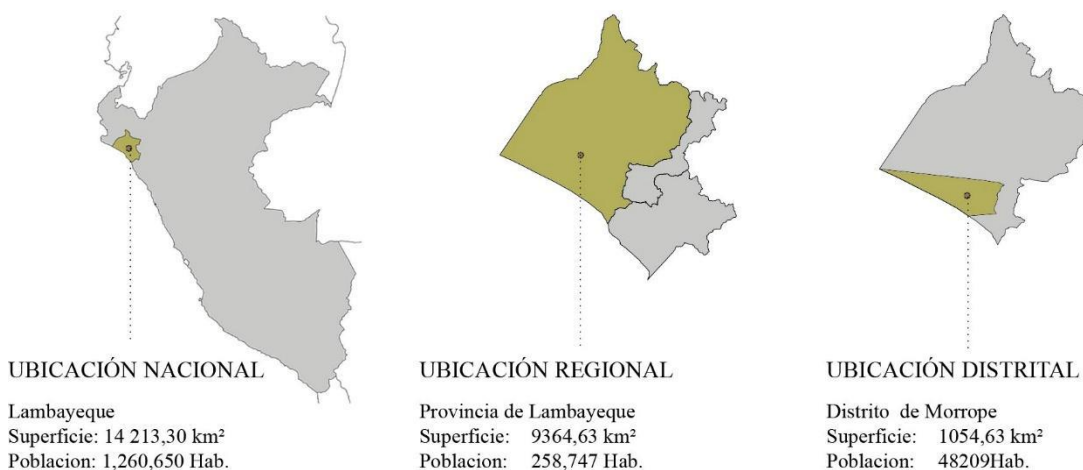 UBICACIÓN NACIONAL
Lambayeque
Superficie: 14 213,30 km²
Poblacion: 1,260,650 Hab.
UBICACIÓN REGIONAL
Provincia de Lambayeque
Superficie: 9364,63 km²
Poblacion: 258,747 Hab.
UBICACIÓN DISTRITAL
Distrito de Morrope
Superficie: 1054,63 km²
Poblacion: 48209Hab.